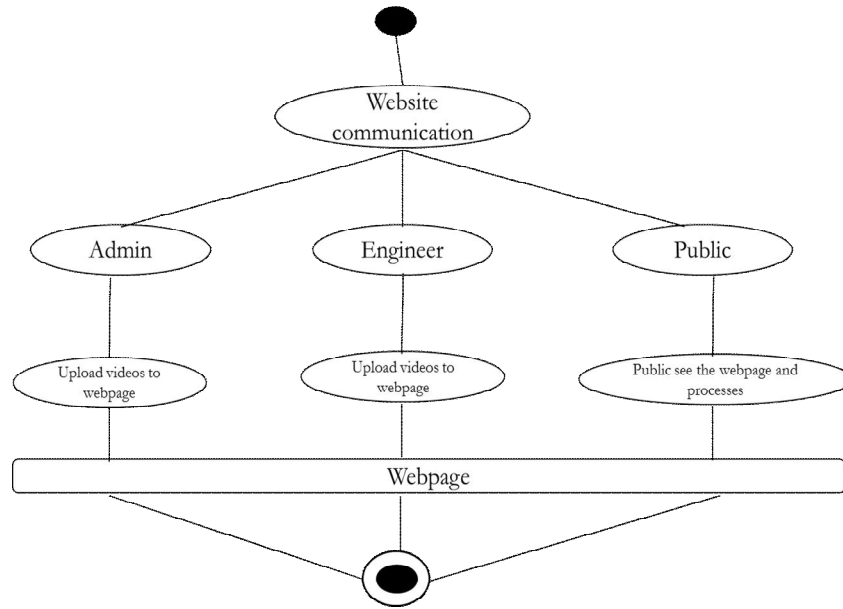 Website
communication
Admin
Engineer
Public
Upload videos to
webpage
Upload videos to
webpage
Public see the webpage and
processes
Webpage